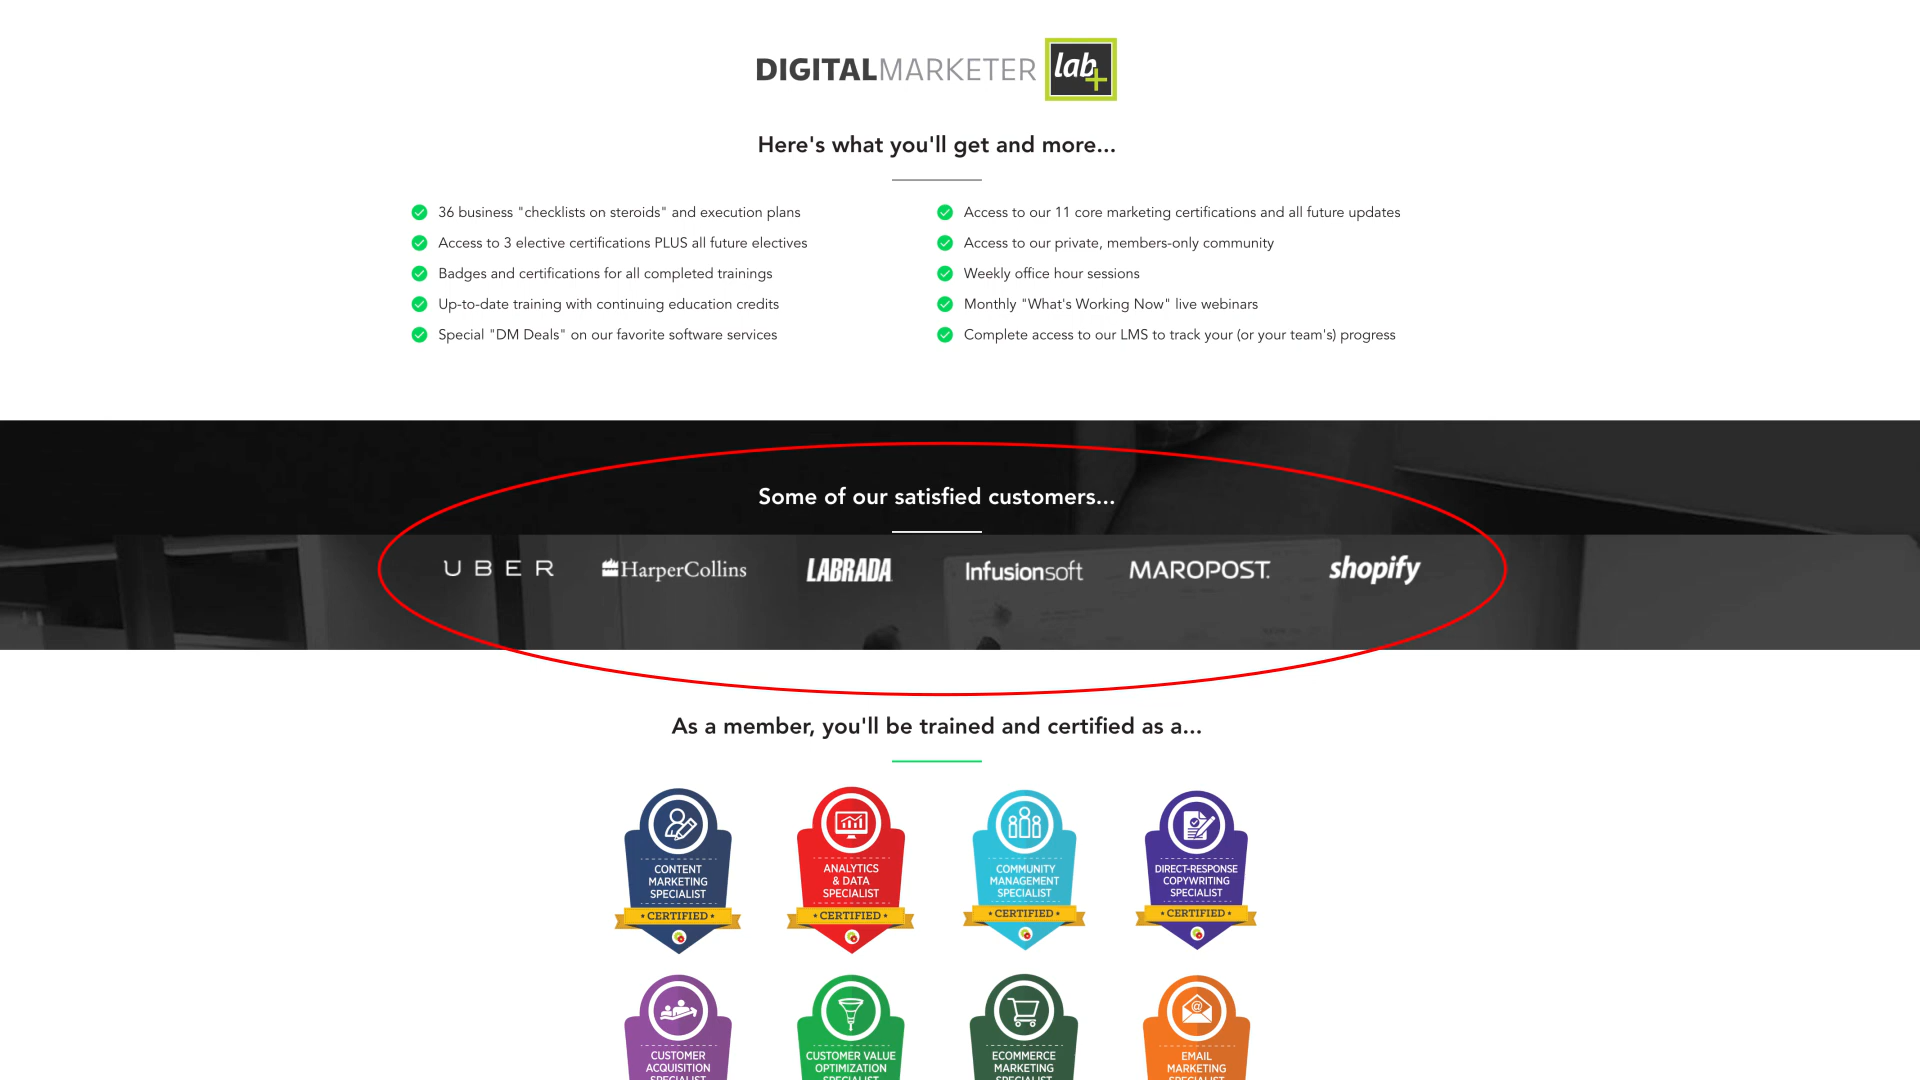 DIGITALMARKETER lab+
Here's what you'll get and more...
36 business "checklists on steroids" and execution plans
Access to 3 elective certifications PLUS all future electives
Badges and certifications for all completed trainings
Up-to-date training with continuing education credits
Special "DM Deals" on our favorite software services
Access to our 11 core marketing certifications and all future updates
Access to our private, members-only community
Weekly office hour sessions
Monthly "What's Working Now" live webinars
Complete access to our LMS to track your (or your team's) progress
Some of our satisfied customers...
UBER
HarperCollins
LABRADA
Infusionsoft
MAROPOST.
shopify
As a member, you'll be trained and certified as a...
CONTENT
MARKETING
SPECIALIST
CERTIFIED
ANALYTICS
& DATA
SPECIALIST
CERTIFIED
COMMUNITY
MANAGEMENT
SPECIALIST
CERTIFIED
DIRECT-RESPONSE
COPYWRITING
SPECIALIST
CERTIFIED
CUSTOMER
ACQUISITION
SPECIALIST
CUSTOMER VALUE
OPTIMIZATION
SPECIALIST
ECOMMERCE
MARKETING
SPECIALIST
@
EMAIL
MARKETING
SPECIALIST